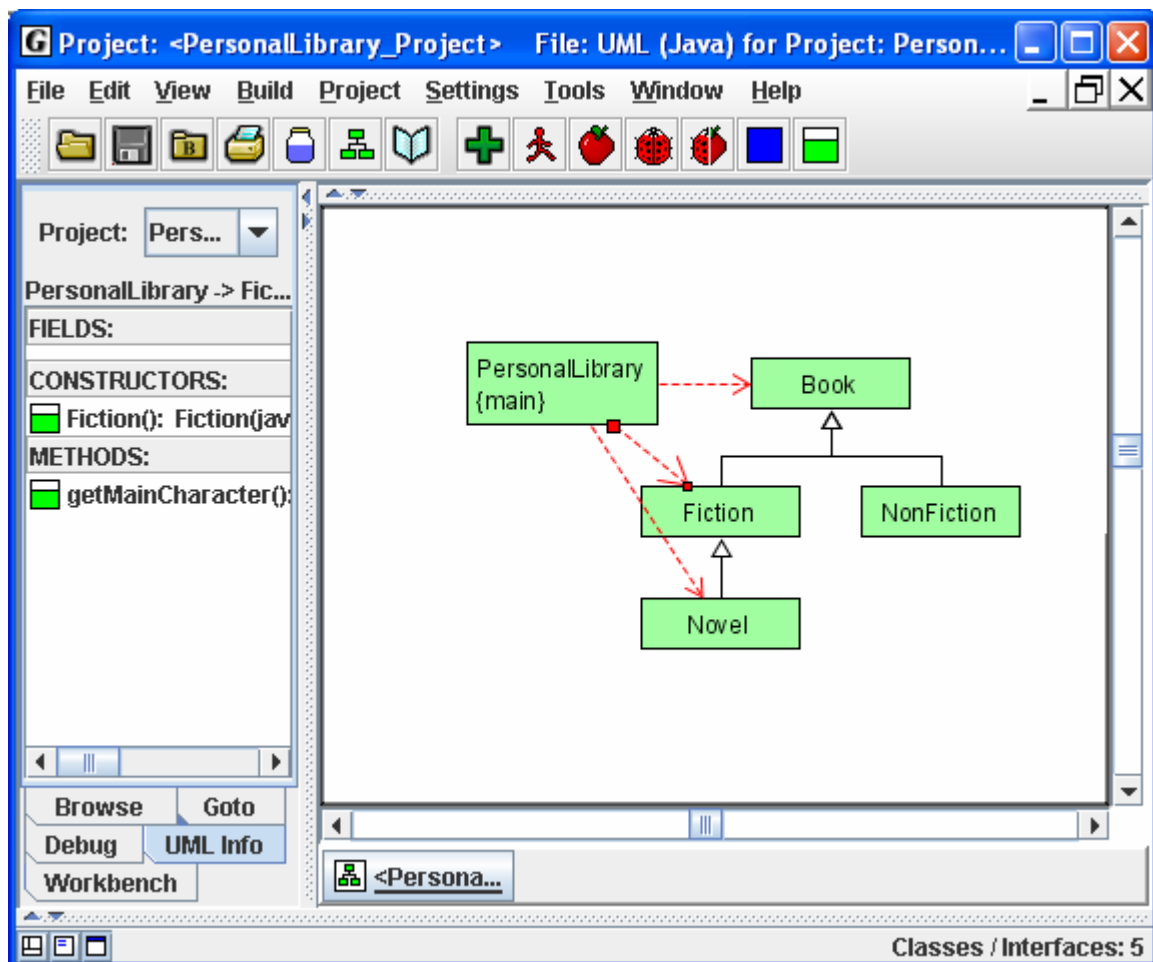 G Project: <PersonalLibrary_Project> File: UML (Java) for Project: Person...
File Edit View Build Project Settings Tools Window Help
B
Project: Pers...
PersonalLibrary -> Fic...
FIELDS:
CONSTRUCTORS:
Fiction(): Fiction(jav
METHODS:
getMainCharacter():
PersonalLibrary
{main}
Book
Fiction
NonFiction
Novel
Browse Goto
Debug UML Info
Workbench
<Persona...
Classes / Interfaces: 5